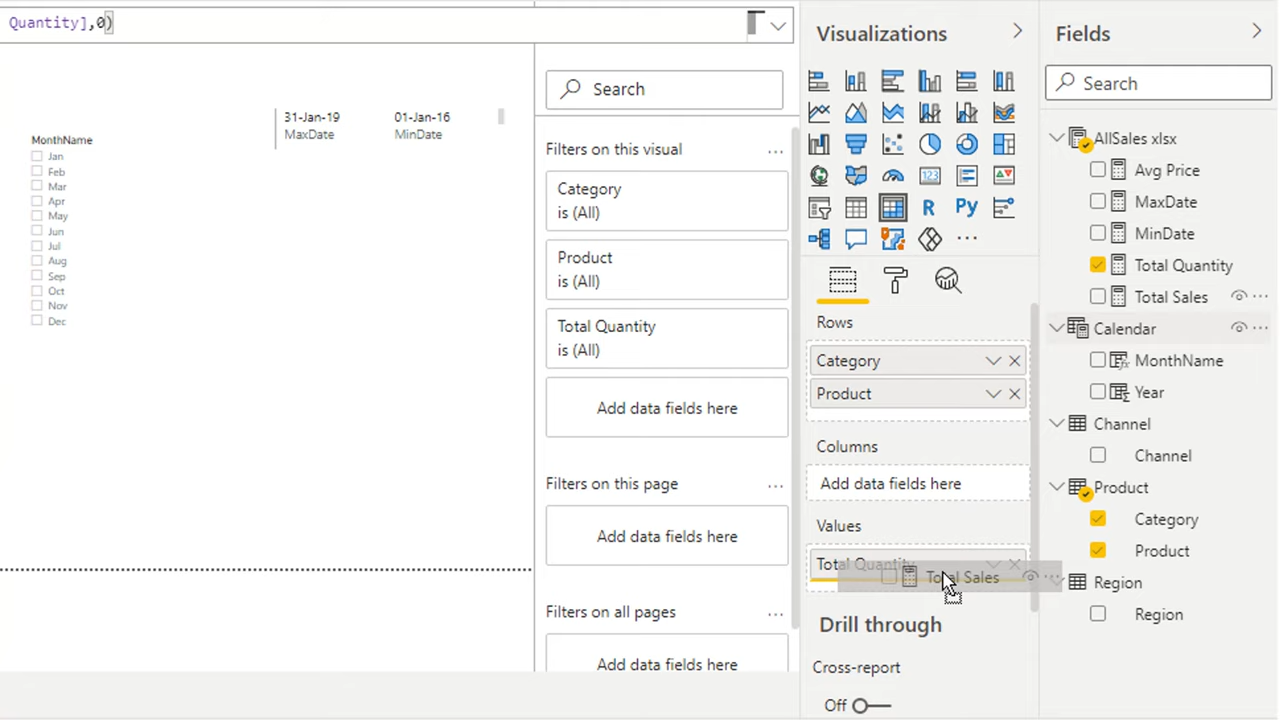 Quantity],0)
31-Jan-19
MaxDate
01-Jan-16
MinDate
MonthName
Jan
Feb
Mar
Apr
May
Jun
Jul
Aug
Sep
Oct
Nov
Dec
Search
Filters on this visual
...
Category
is (All)
Product
is (All)
Total Quantity
is (All)
Add data fields here
Filters on this page
...
Add data fields here
Filters on all pages
...
Add data fields here
Visualizations
123
R
Py
...
Rows
Category
Product
Columns
Add data fields here
Values
Total Quantity
Total Sales
Drill through
Cross-report
Off
Fields
Search
AllSales xlsx
Avg Price
MaxDate
MinDate
Total Quantity
Total Sales
...
Calendar
...
MonthName
Year
Channel
Channel
Product
Category
Product
Region
Region